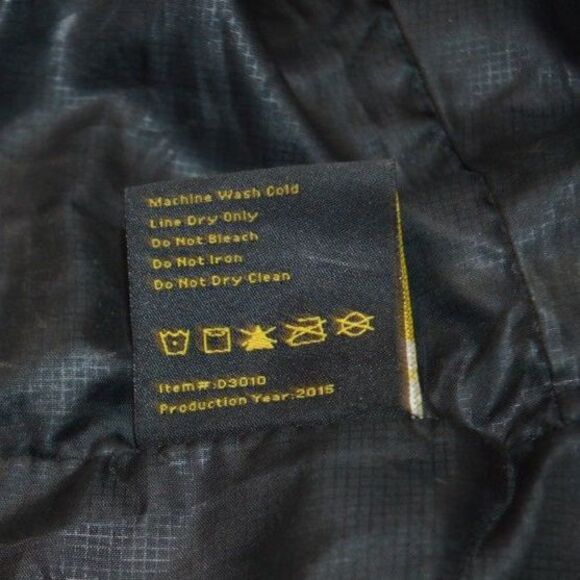 Machine Wash Cold
Line Dry Only
Do Not Bleach
Do Not Iron
Do Not Dry Clean
Item#:D3010
Production Year:2015